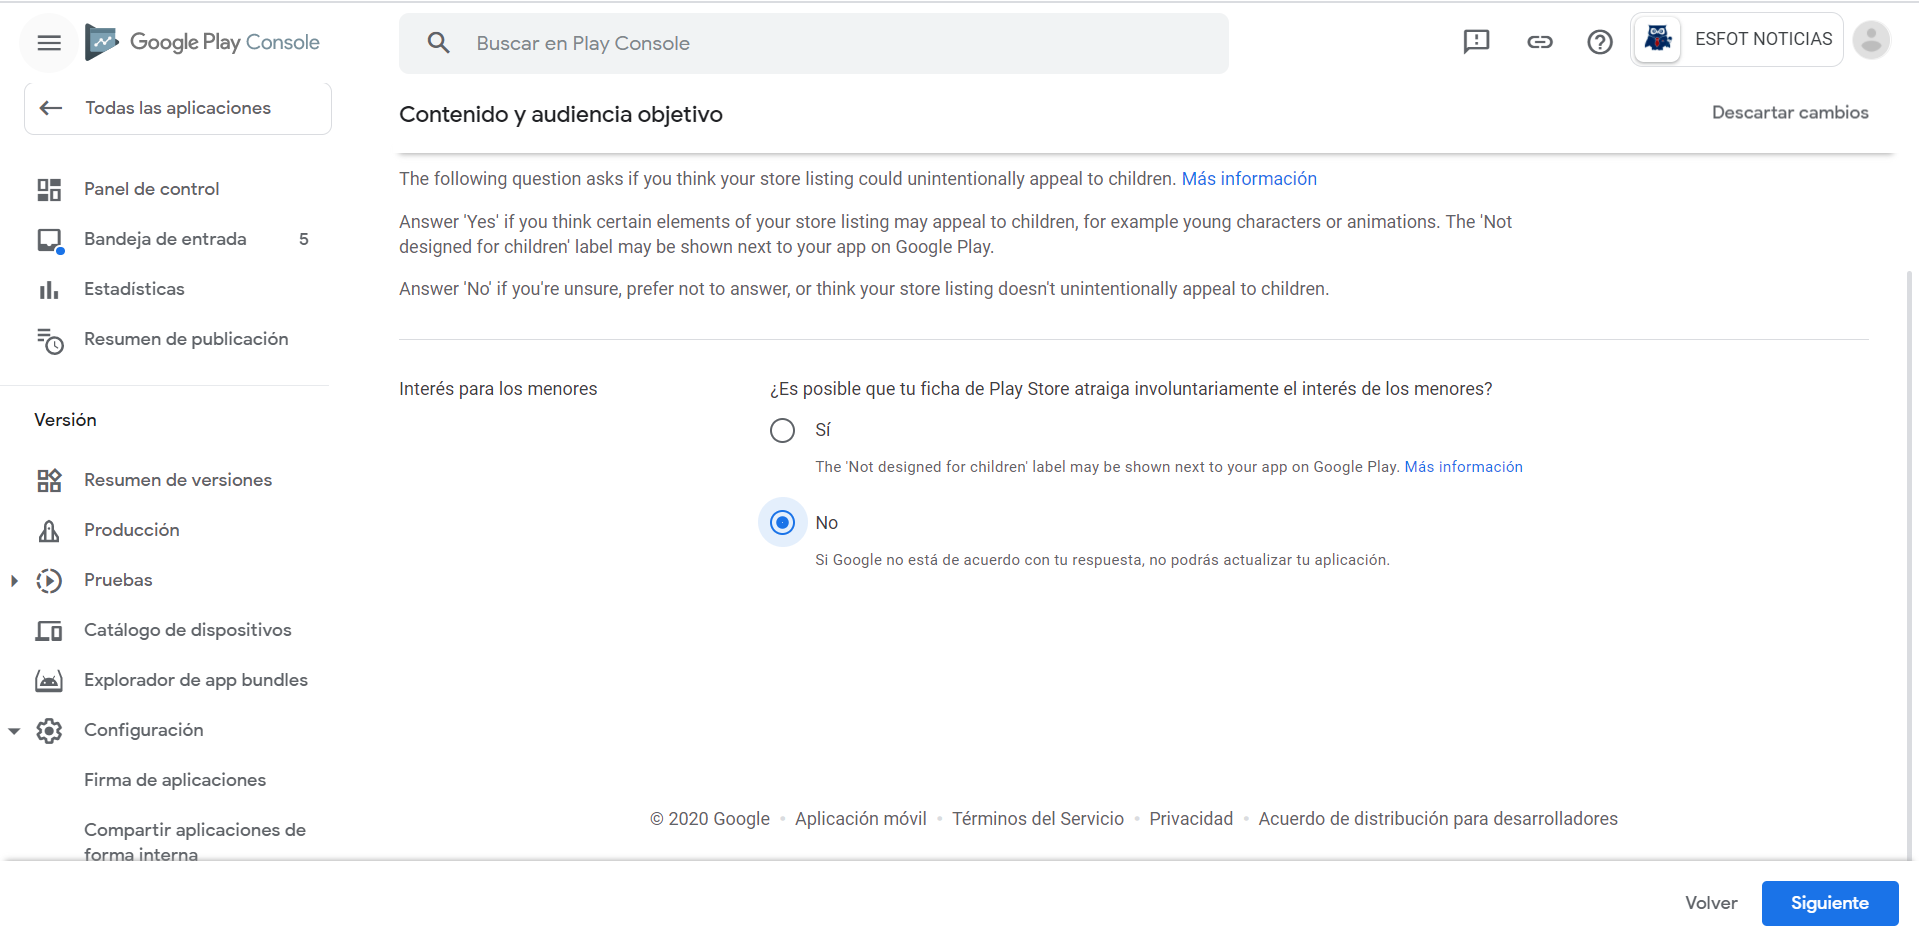 Google Play Console
Buscar en Play Console
ESFOT NOTICIAS
Todas las aplicaciones
Contenido y audiencia objetivo
Descartar cambios
Panel de control
Bandeja de entrada 5
Estadísticas
Resumen de publicación
Versión
Resumen de versiones
Producción
Pruebas
Catálogo de dispositivos
Explorador de app bundles
Configuración
Firma de aplicaciones
Compartir aplicaciones de
forma interna
The following question asks if you think your store listing could unintentionally appeal to children. Más información
Answer 'Yes' if you think certain elements of your store listing may appeal to children, for example young characters or animations. The 'Not
designed for children' label may be shown next to your app on Google Play.
Answer 'No' if you're unsure, prefer not to answer, or think your store listing doesn't unintentionally appeal to children.
Interés para los menores
¿Es posible que tu ficha de Play Store atraiga involuntariamente el interés de los menores?
Sí
The 'Not designed for children' label may be shown next to your app on Google Play. Más información
No
Si Google no está de acuerdo con tu respuesta, no podrás actualizar tu aplicación.
© 2020 Google • Aplicación móvil • Términos del Servicio • Privacidad • Acuerdo de distribución para desarrolladores
Volver
Siguiente